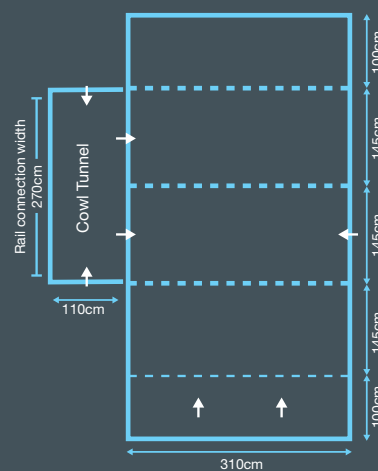 100cm
145cm
145cm
145cm
100cm
Rail connection width
270cm
Cowl Tunnel
110cm
310cm